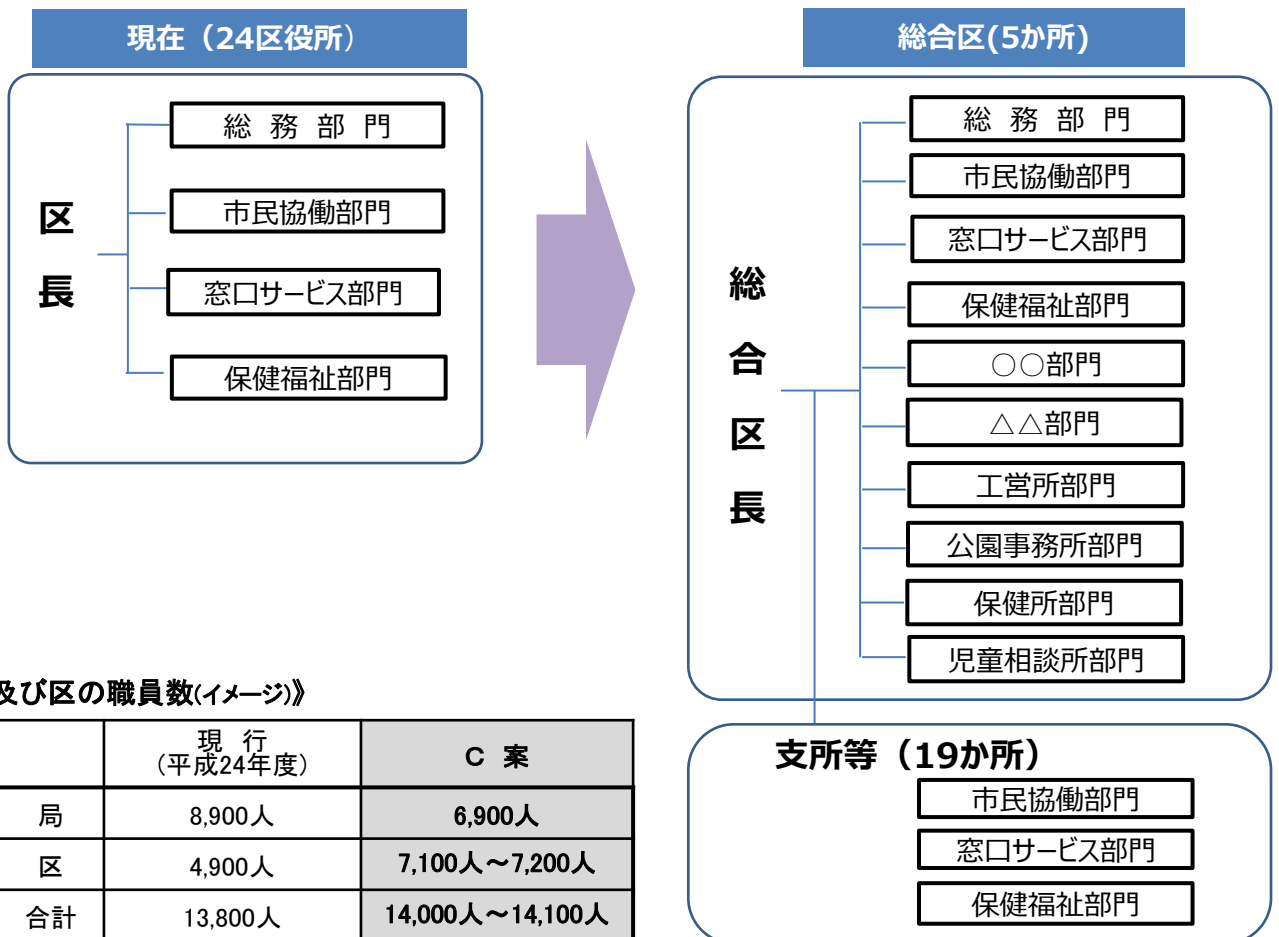 現在（24区役所）
区長
総務部門
市民協働部門
窓口サービス部門
保健福祉部門
総合区(5か所)
総合区長
総務部門
市民協働部門
窓口サービス部門
保健福祉部門
○○部門
△△部門
工営所部門
公園事務所部門
保健所部門
児童相談所部門
支所等（19か所）
市民協働部門
窓口サービス部門
保健福祉部門
及び区の職員数(イメージ)》
現行
（平成24年度）
C 案
局 8,900人 6,900人
区 4,900人 7,100人～7,200人
合計 13,800人 14,000人～14,100人